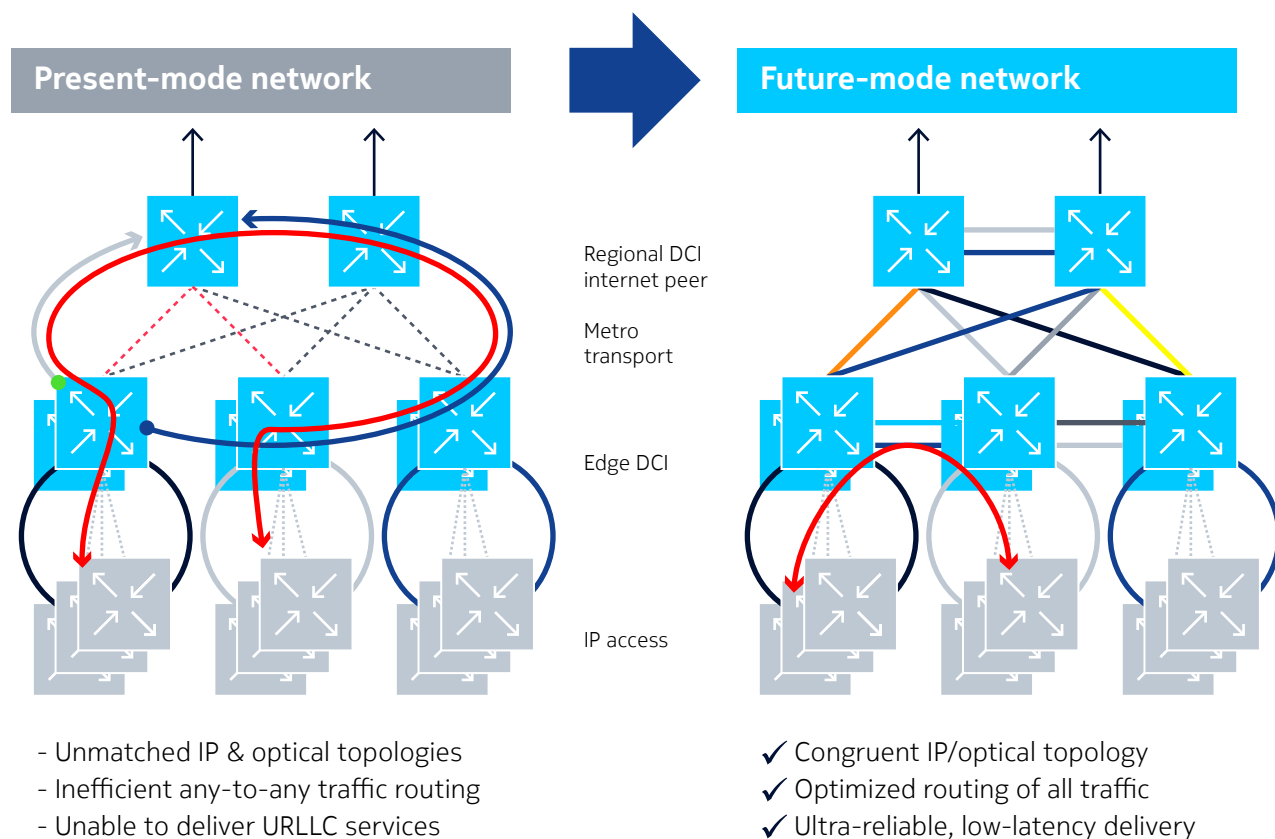 Present-mode network
Future-mode network
Regional DCI
internet peer
Metro
transport
Edge DCI
IP access
- Unmatched IP & optical topologies
- Inefficient any-to-any traffic routing
- Unable to deliver URLLC services
✓ Congruent IP/optical topology
✓ Optimized routing of all traffic
✓ Ultra-reliable, low-latency delivery